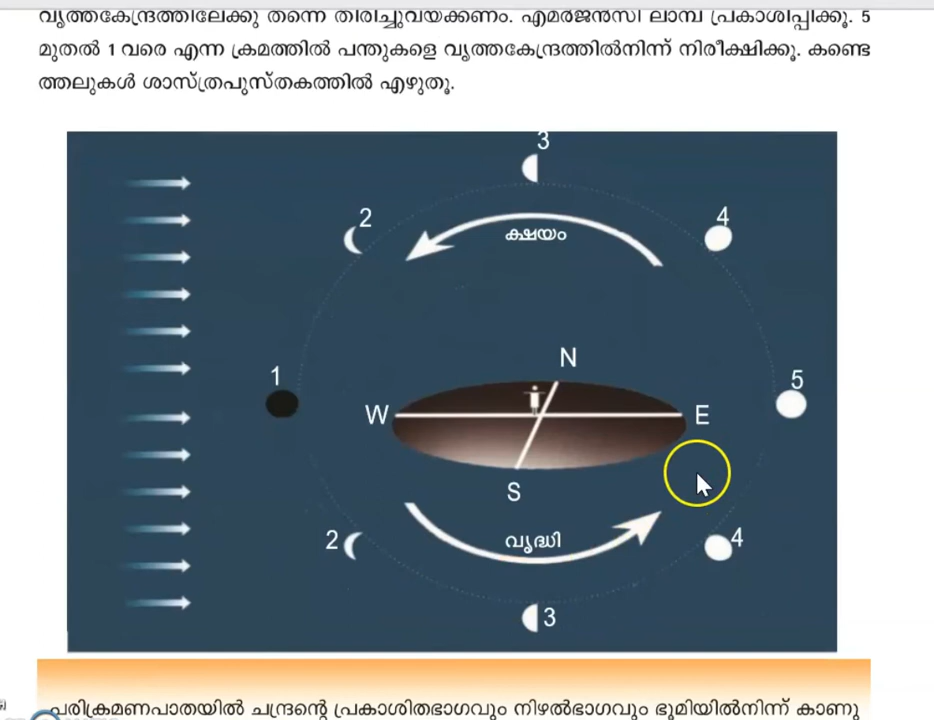 വൃത്തകേന്ദ്രത്തിലേക്കു തന്നെ തിരിച്ചുവയ്ക്കണം. എമർജൻസി ലാമ്പ് പ്രകാശിപ്പിക്കൂ. 5
മുതൽ 1 വരെ എന്ന ക്രമത്തിൽ പന്തുകളെ വൃത്തകേന്ദ്രത്തിൽനിന്ന് നിരീക്ഷിക്കൂ. കണ്ടെ
ത്തലുകൾ ശാസ്ത്രപുസ്തകത്തിൽ എഴുതൂ.
3
2
4
ക്ഷയം
N
1
5
W
E
S
2
വൃദ്ധി
4
3
പരിക്രമണപാതയിൽ ചന്ദ്രന്റെ പ്രകാശിതഭാഗവും നിഴൽഭാഗവും ഭൂമിയിൽനിന്ന് കാണു